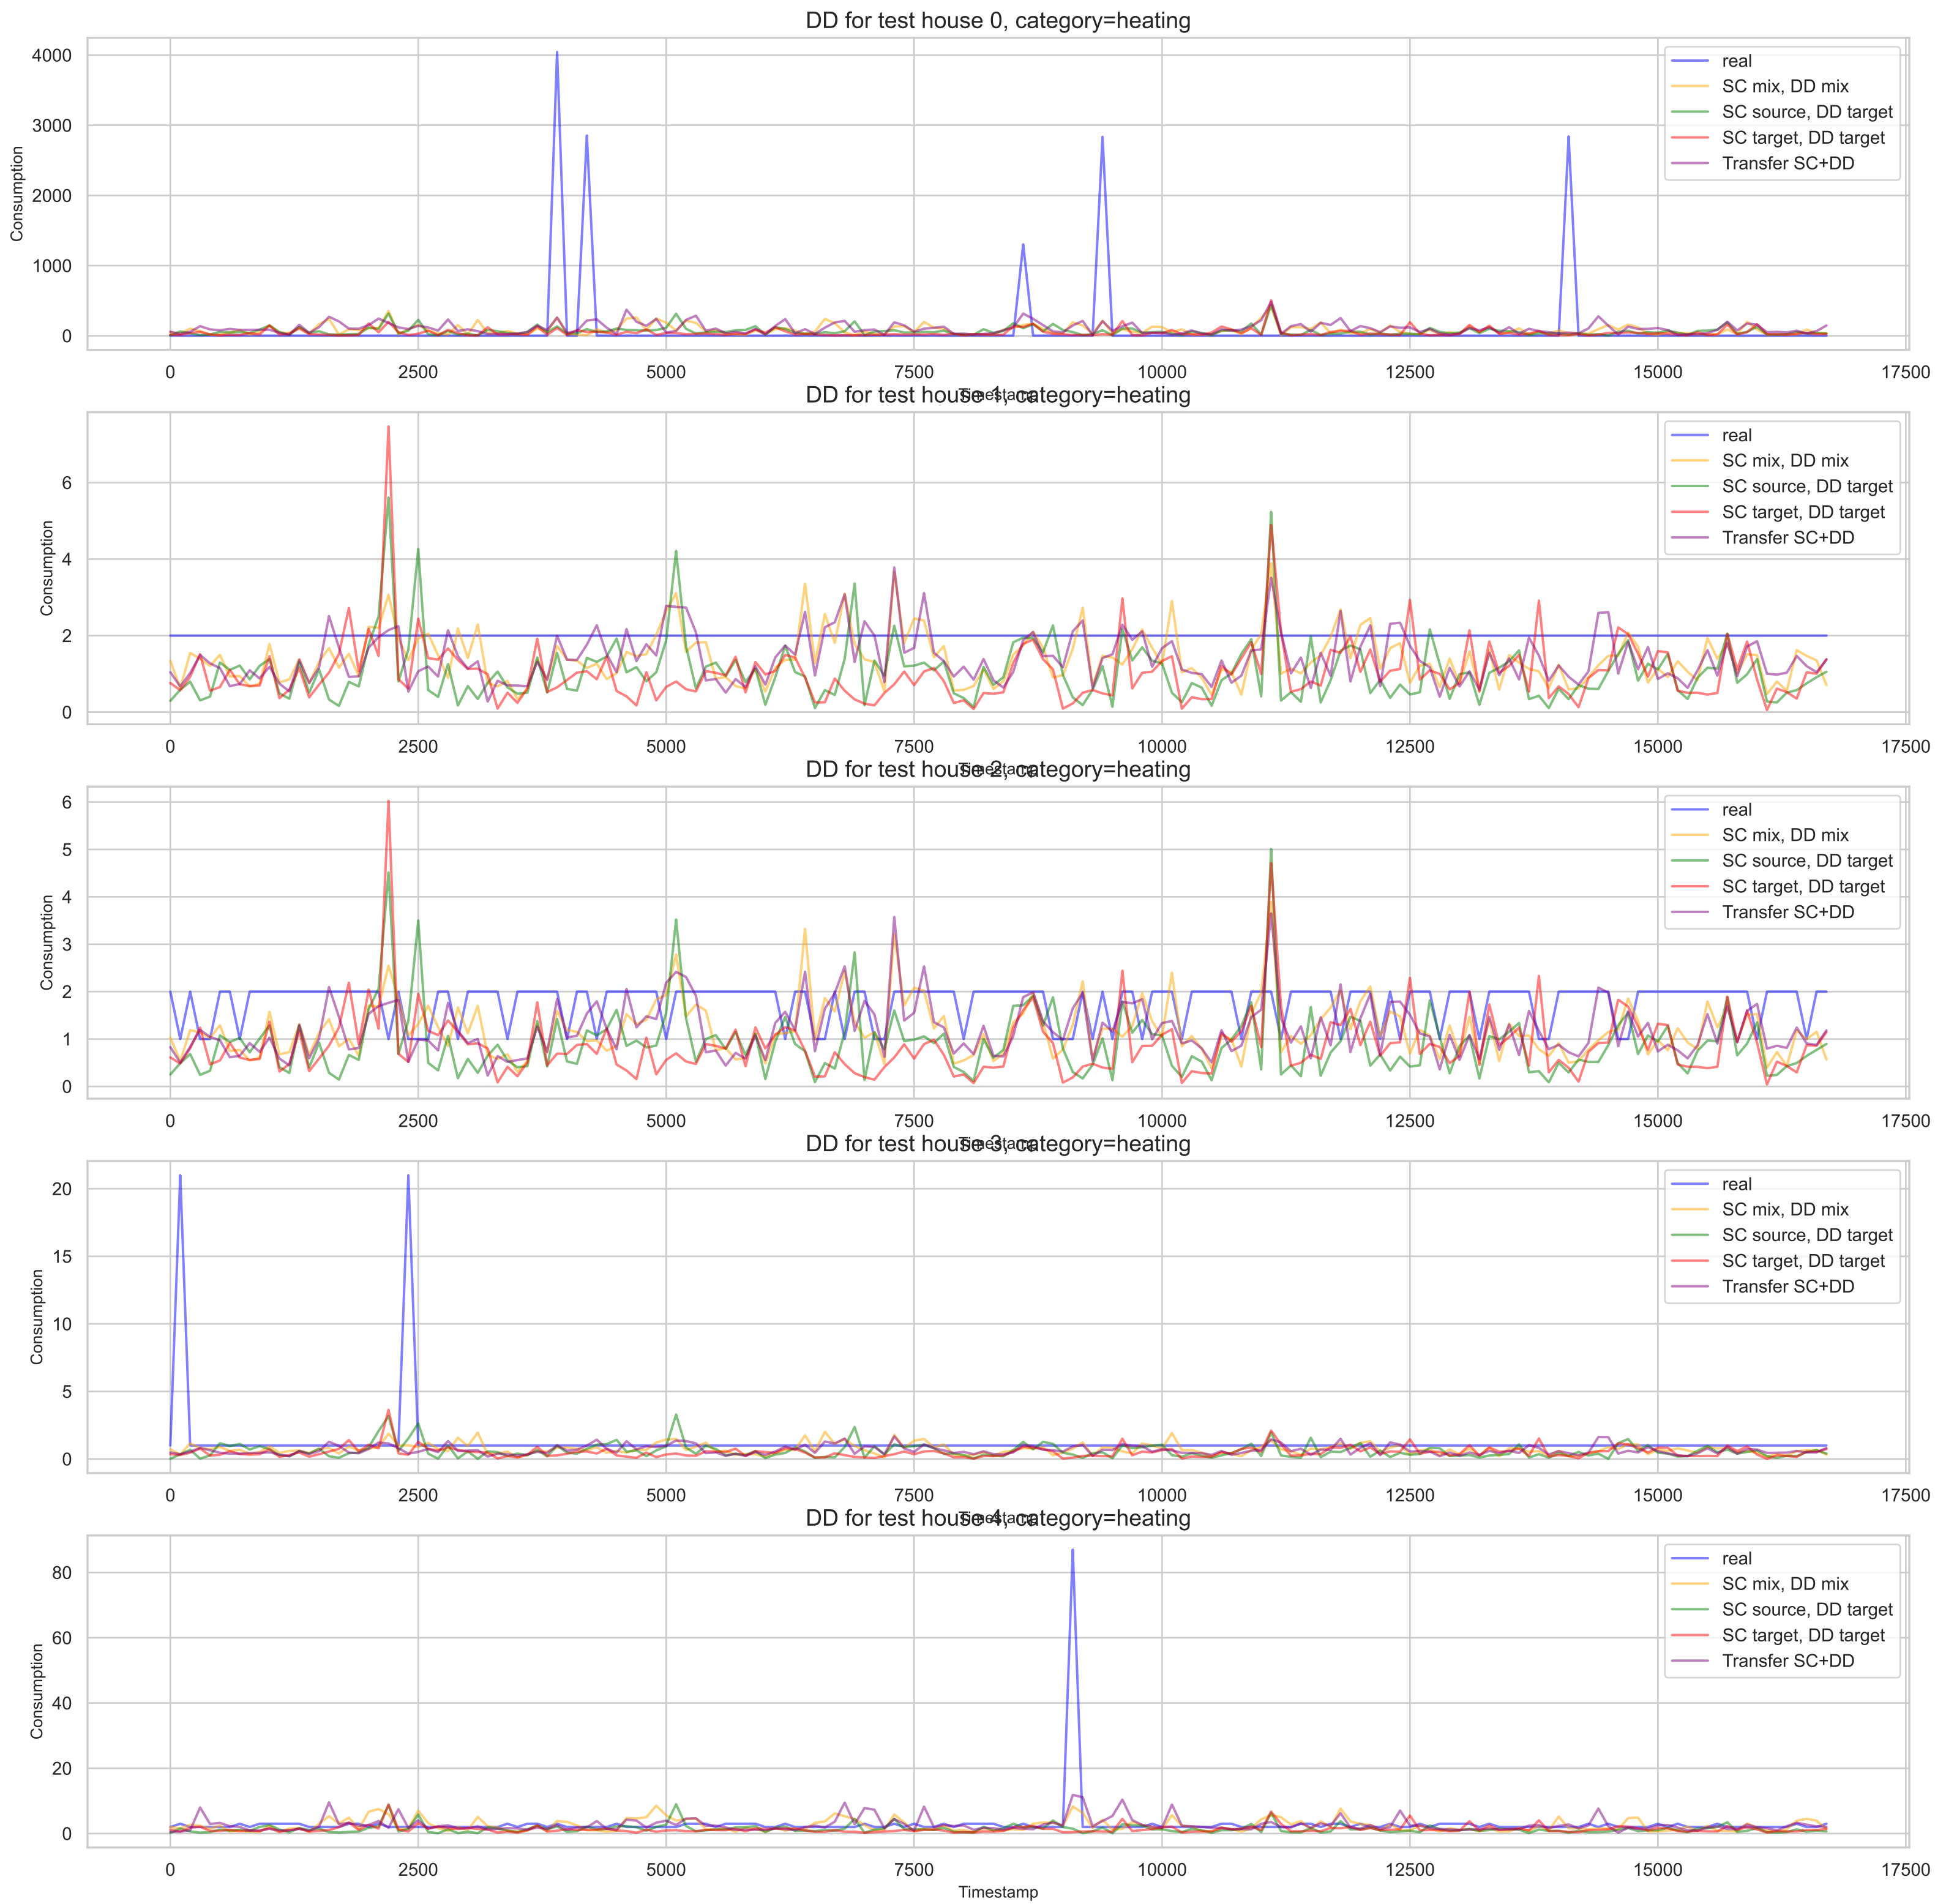 DD for test house 0, category=heating
4000
3000
2000
1000
0
Consumption
real
SC mix, DD mix
SC source, DD target
SC target, DD target
Transfer SC+DD
0 2500 5000 7500 10000 12500 15000 17500
Timestamp
DD for test house 1, category=heating
6
4
2
0
Consumption
real
SC mix, DD mix
SC source, DD target
SC target, DD target
Transfer SC+DD
0 2500 5000 7500 10000 12500 15000 17500
Timestamp
DD for test house 2, category=heating
6
5
4
3
2
1
0
Consumption
real
SC mix, DD mix
SC source, DD target
SC target, DD target
Transfer SC+DD
0 2500 5000 7500 10000 12500 15000 17500
Timestamp
DD for test house 3, category=heating
20
15
10
5
0
Consumption
real
SC mix, DD mix
SC source, DD target
SC target, DD target
Transfer SC+DD
0 2500 5000 7500 10000 12500 15000 17500
Timestamp
DD for test house 4, category=heating
80
60
40
20
0
Consumption
real
SC mix, DD mix
SC source, DD target
SC target, DD target
Transfer SC+DD
0 2500 5000 7500 10000 12500 15000 17500
Timestamp